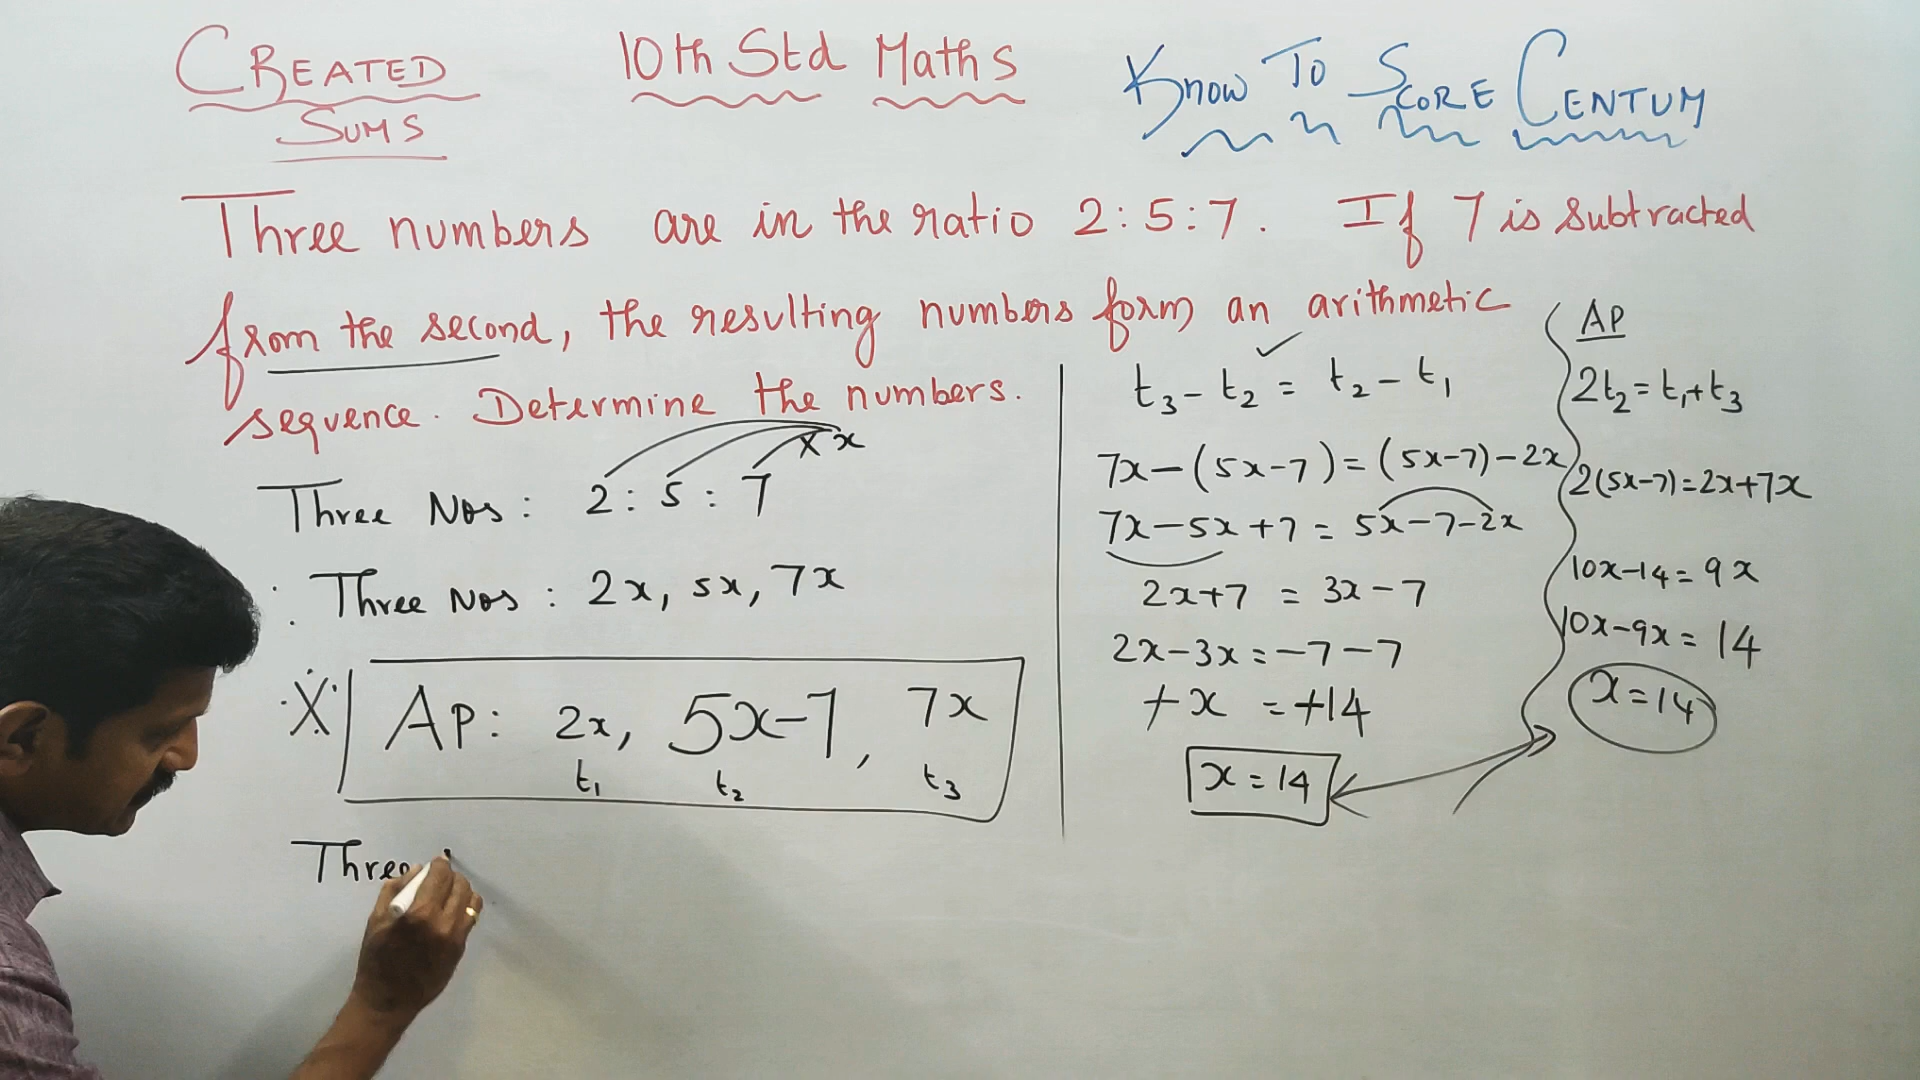 CREATED
SUMS
10th Std Maths
Know To SCORE CENTUM
Three numbers are in the ratio 2:5:7. If 7 is subtracted
from the second, the resulting numbers form an arithmetic
sequence. Determine the numbers.
x x
Three Nos: 2:5:7
∴ Three Nos: 2x, 5x, 7x
AP: 2x, 5x-7, 7x
t₁ t₂ t₃
Three
t₃ - t₂ = t₂ - t₁
7x-(5x-7)=(5x-7)-2x
7x-5x+7 = 5x-7-2x
2x+7 = 3x-7
2x-3x=-7-7
+x = +14
x = 14
AP
2t₂=t₁+t₃
2(5x-7)=2x+7x
10x-14=9x
10x-9x=14
x=14